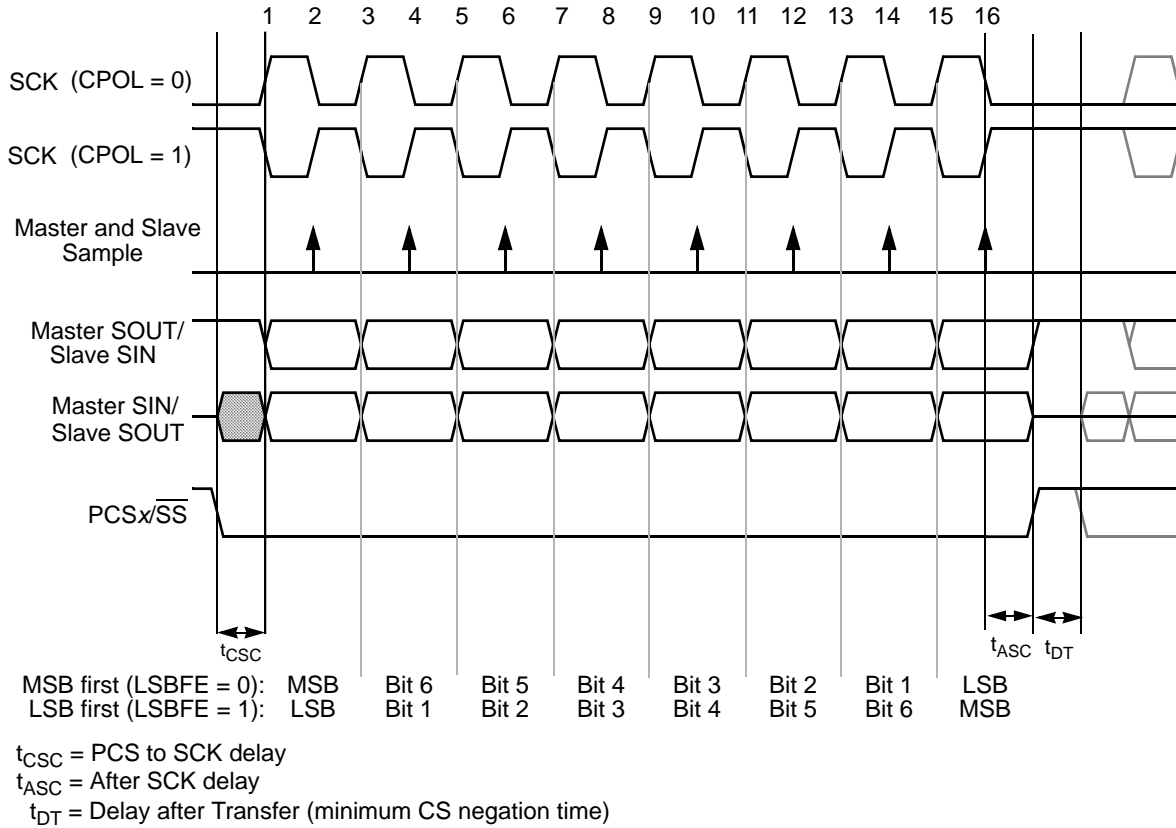 1 2 3 4 5 6 7 8 9 10 11 12 13 14 15 16
SCK (CPOL = 0)
SCK (CPOL = 1)
Master and Slave
Sample
Master SOUT/
Slave SIN
Master SIN/
Slave SOUT
PCSx/S̅S̅
tCSC
tASC
tDT
MSB first (LSBFE = 0): MSB Bit 6 Bit 5 Bit 4 Bit 3 Bit 2 Bit 1 LSB
LSB first (LSBFE = 1): LSB Bit 1 Bit 2 Bit 3 Bit 4 Bit 5 Bit 6 MSB
tCSC = PCS to SCK delay
tASC = After SCK delay
tDT = Delay after Transfer (minimum CS negation time)